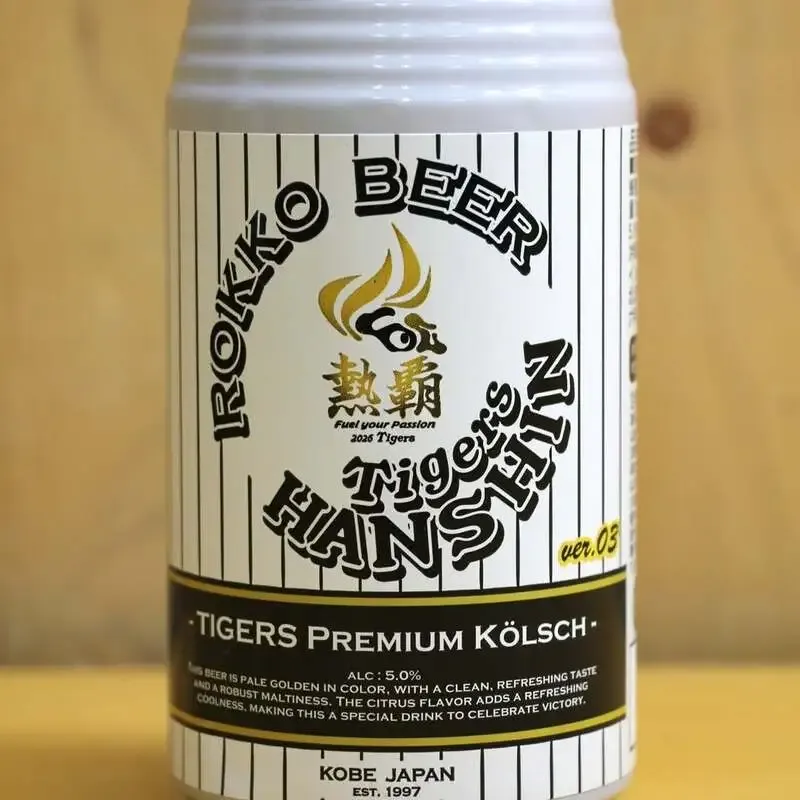 ROKKO BEER
熱覇
Fuel your Passion
2026 Tigers
Tigers
HANSHIN
ver.03
- TIGERS PREMIUM KÖLSCH -
ALC : 5.0%
THIS BEER IS PALE GOLDEN IN COLOR, WITH A CLEAN, REFRESHING TASTE
AND A ROBUST MALTINESS. THE CITRUS FLAVOR ADDS A REFRESHING
COOLNESS, MAKING THIS A SPECIAL DRINK TO CELEBRATE VICTORY.
KOBE JAPAN
EST. 1997